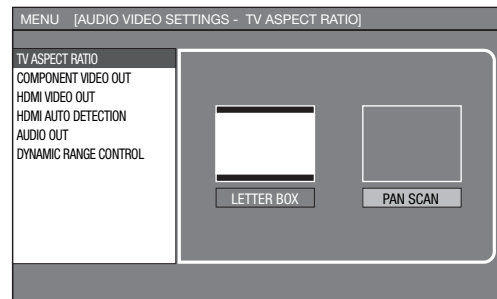 MENU [AUDIO VIDEO SETTINGS - TV ASPECT RATIO]
TV ASPECT RATIO
COMPONENT VIDEO OUT
HDMI VIDEO OUT
HDMI AUTO DETECTION
AUDIO OUT
DYNAMIC RANGE CONTROL
LETTER BOX
PAN SCAN